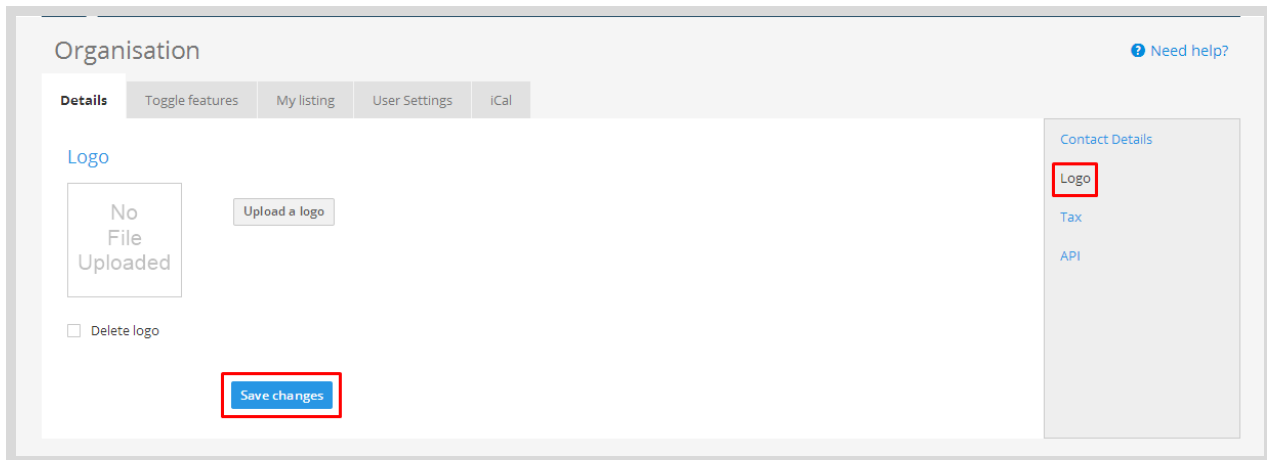 Organisation
Need help?
Details Toggle features My listing User Settings iCal
Logo
No
File
Uploaded
Upload a logo
Delete logo
Save changes
Contact Details
Logo
Tax
API